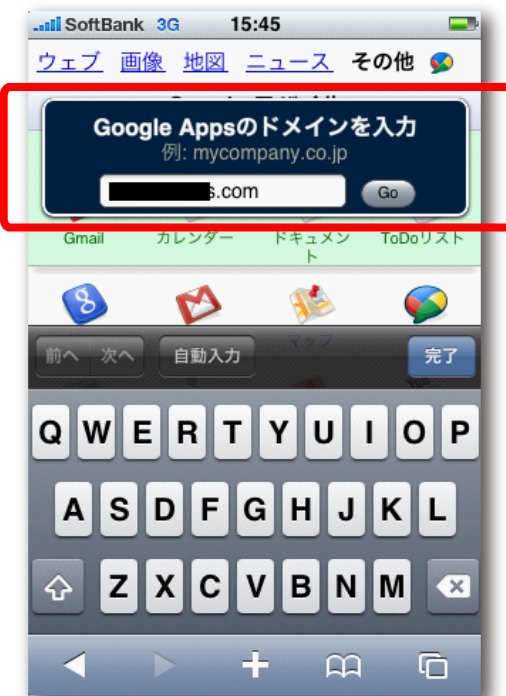 SoftBank 3G 15:45
ウェブ 画像 地図 ニュース その他
Google Appsのドメインを入力
例: mycompany.co.jp
s.com Go
Gmail カレンダー ドキュメント ToDoリスト
マップ
前へ 次へ 自動入力 完了
Q W E R T Y U I O P
A S D F G H J K L
Z X C V B N M